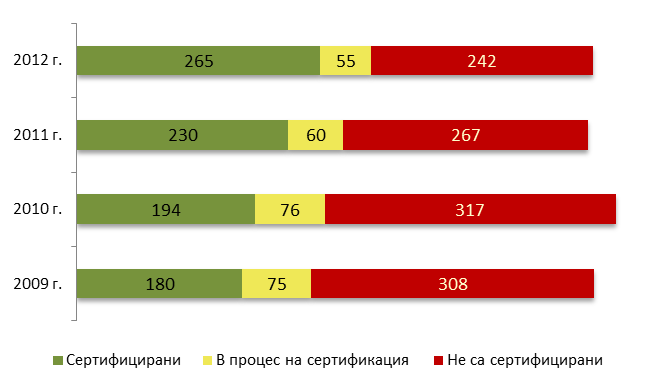 2012 г. 265 55 242
2011 г. 230 60 267
2010 г. 194 76 317
2009 г. 180 75 308
Сертифицирани В процес на сертификация Не са сертифицирани